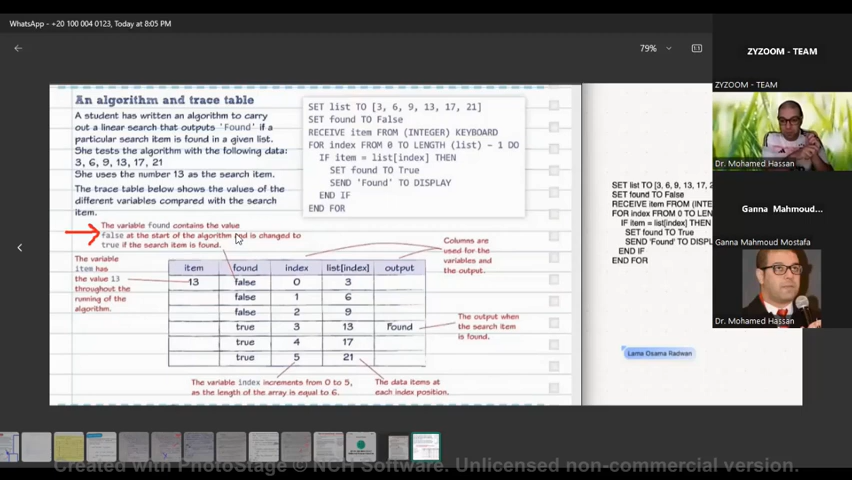 WhatsApp - +20 100 004 0123, Today at 8:05 PM
79%
1:1
An algorithm and trace table
A student has written an algorithm to carry
out a linear search that outputs 'Found' if a
particular search item is found in a given list.
She tests the algorithm with the following data:
3, 6, 9, 13, 17, 21
She uses the number 13 as the search item.
The trace table below shows the values of the
different variables compared with the search
item.
SET list TO [3, 6, 9, 13, 17, 21]
SET found TO False
RECEIVE item FROM (INTEGER) KEYBOARD
FOR index FROM 0 TO LENGTH (list) – 1 DO
IF item = list[index] THEN
SET found TO True
SEND 'Found' TO DISPLAY
END IF
END FOR
The variable found contains the value
false at the start of the algorithm and is changed to
true if the search item is found.
The variable
item has
the value 13
throughout the
running of the
algorithm.
Columns are
used for the
variables and
the output.
item found index list[index] output
13 false 0 3
false 1 6
false 2 9
true 3 13 Found
true 4 17
true 5 21
The output when
the search item
is found.
The variable index increments from 0 to 5,
as the length of the array is equal to 6.
The data items at
each index position.
SET list TO [3, 6, 9, 13, 17, 2
SET found TO False
RECEIVE item FROM (INTE
FOR index FROM 0 TO LENGTH
IF item = list[index] THEN
SET found TO True
SEND 'Found' TO DISPL
END IF
END FOR
Lama Osama Radwan
ZYZOOM - TEAM
ZYZOOM - TEAM
Dr. Mohamed Hassan
Ganna Mahmoud...
Ganna Mahmoud Mostafa
Dr. Mohamed Hassan
Created with PhotoStage © NCH Software. Unlicensed non-commercial version.